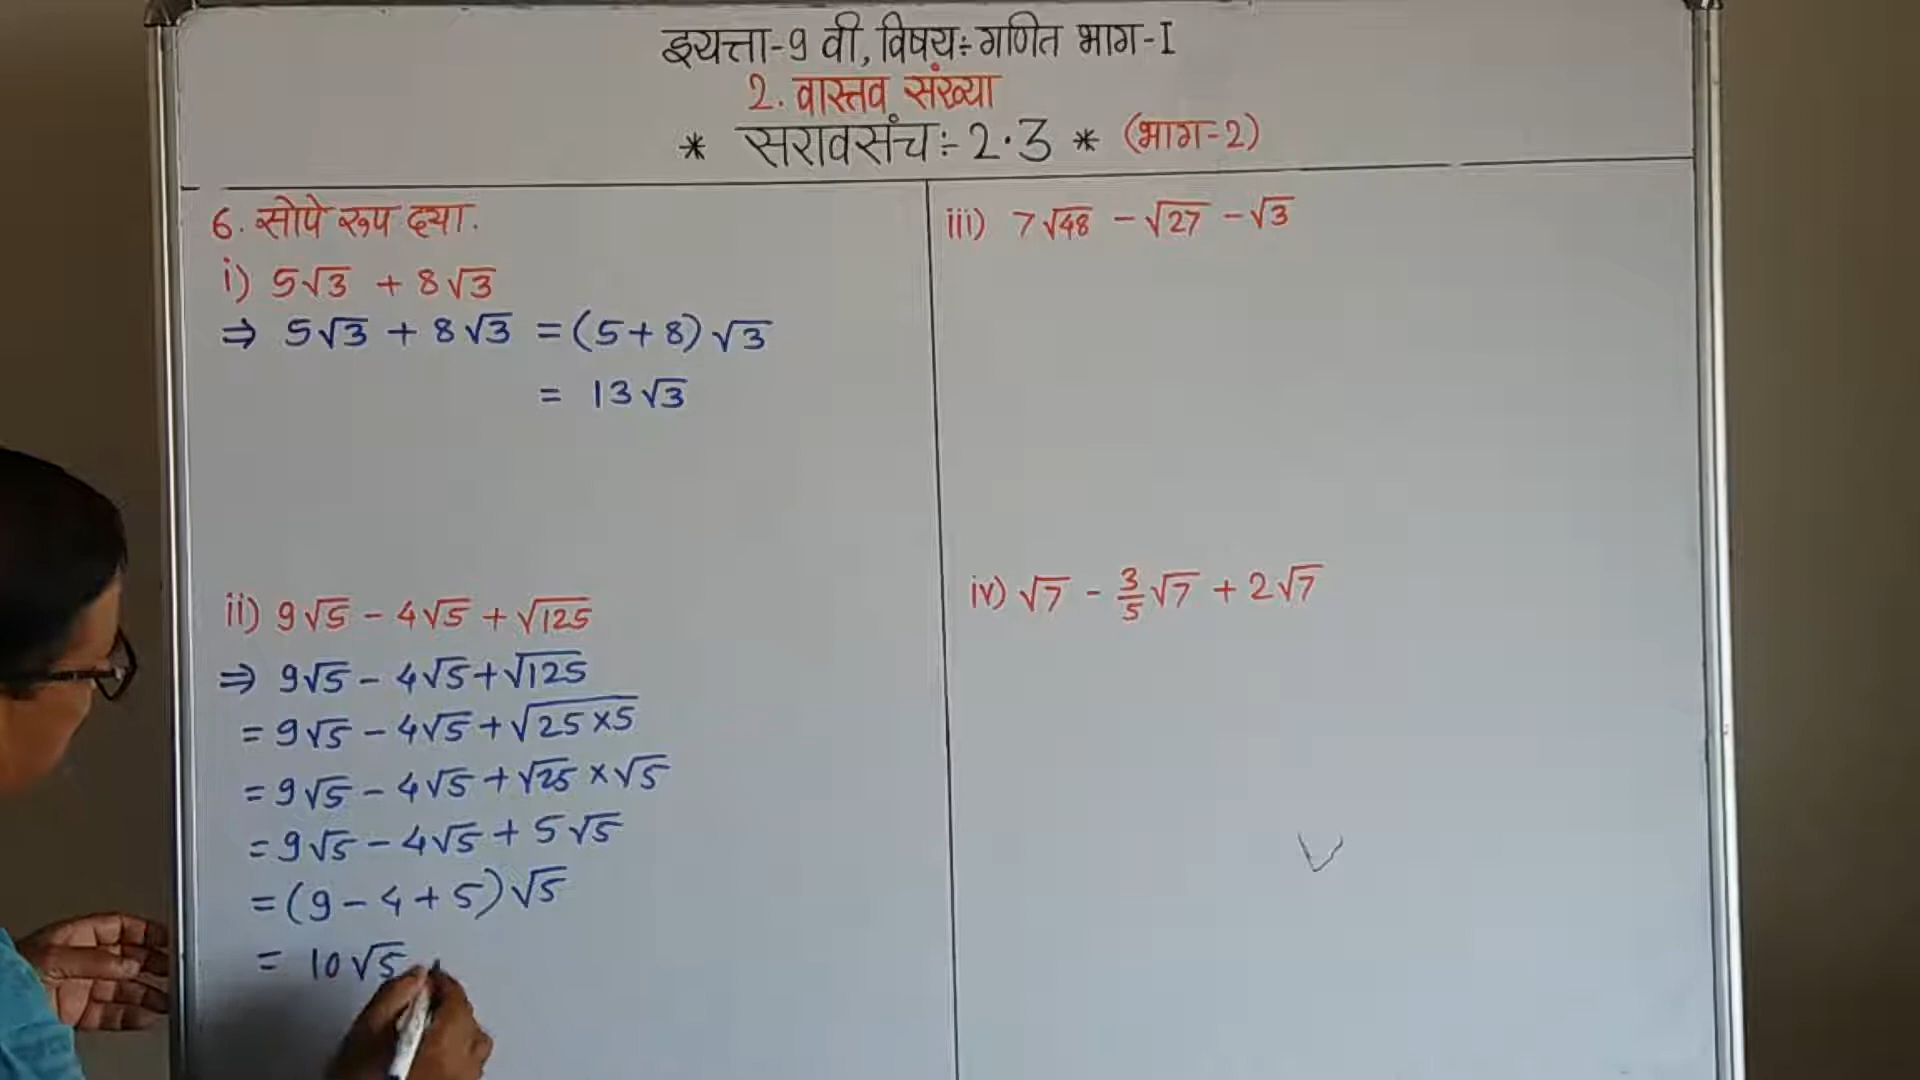 इयत्ता-9 वी, विषय:- गणित भाग-I
2. वास्तव संख्या
* सरावसंच:- 2.3 * (भाग-2)
6. सोपे रूप द्या.
i) 5√3 + 8√3
⇒ 5√3 + 8√3 = (5+8)√3
= 13√3
ii) 9√5 - 4√5 + √125
⇒ 9√5 - 4√5 + √125
= 9√5 - 4√5 + √25×5
= 9√5 - 4√5 + √25 × √5
= 9√5 - 4√5 + 5√5
= (9 - 4 + 5)√5
= 10√5
iii) 7√48 - √27 - √3
iv) √7 - 3/5√7 + 2√7